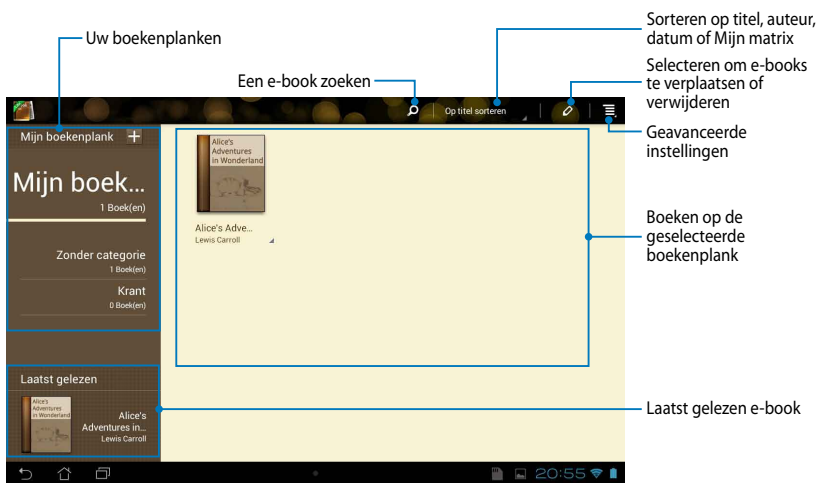 Uw boekenplanken
Een e-book zoeken
Sorteren op titel, auteur,
datum of Mijn matrix
Selecteren om e-books
te verplaatsen of
verwijderen
Geavanceerde
instellingen
Op titel sorteren
Mijn boekenplank
Mijn boek...
1 Boek(en)
Zonder categorie
1 Boek(en)
Krant
0 Boek(en)
Alice's
Adventures
in Wonderland
Alice's Adve...
Lewis Carroll
Boeken op de
geselecteerde
boekenplank
Laatst gelezen
Alice's
Adventures
in Wonderland
Alice's
Adventures in...
Lewis Carroll
Laatst gelezen e-book
20:55